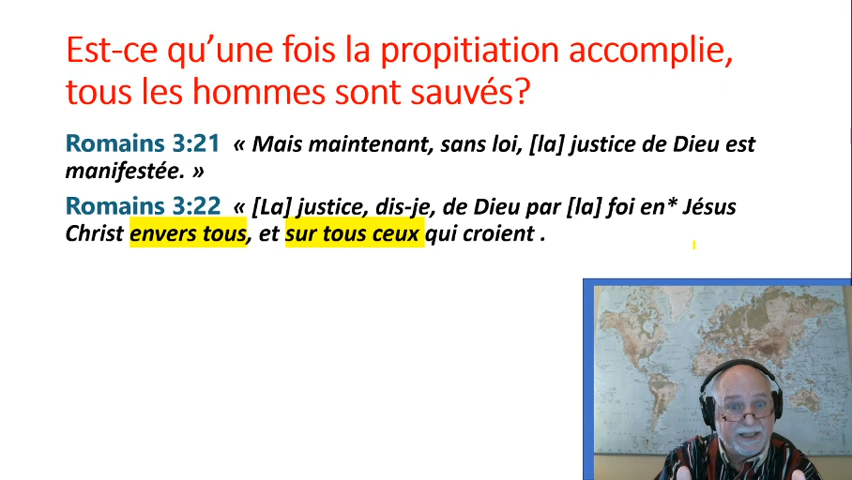 Est-ce qu’une fois la propitiation accomplie,
tous les hommes sont sauvés?
Romains 3:21 « Mais maintenant, sans loi, [la] justice de Dieu est
manifestée. »
Romains 3:22 « [La] justice, dis-je, de Dieu par [la] foi en* Jésus
Christ envers tous, et sur tous ceux qui croient .